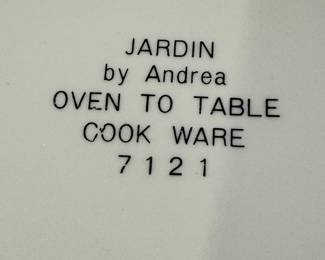 JARDIN
by Andrea
OVEN TO TABLE
COOK WARE
7121